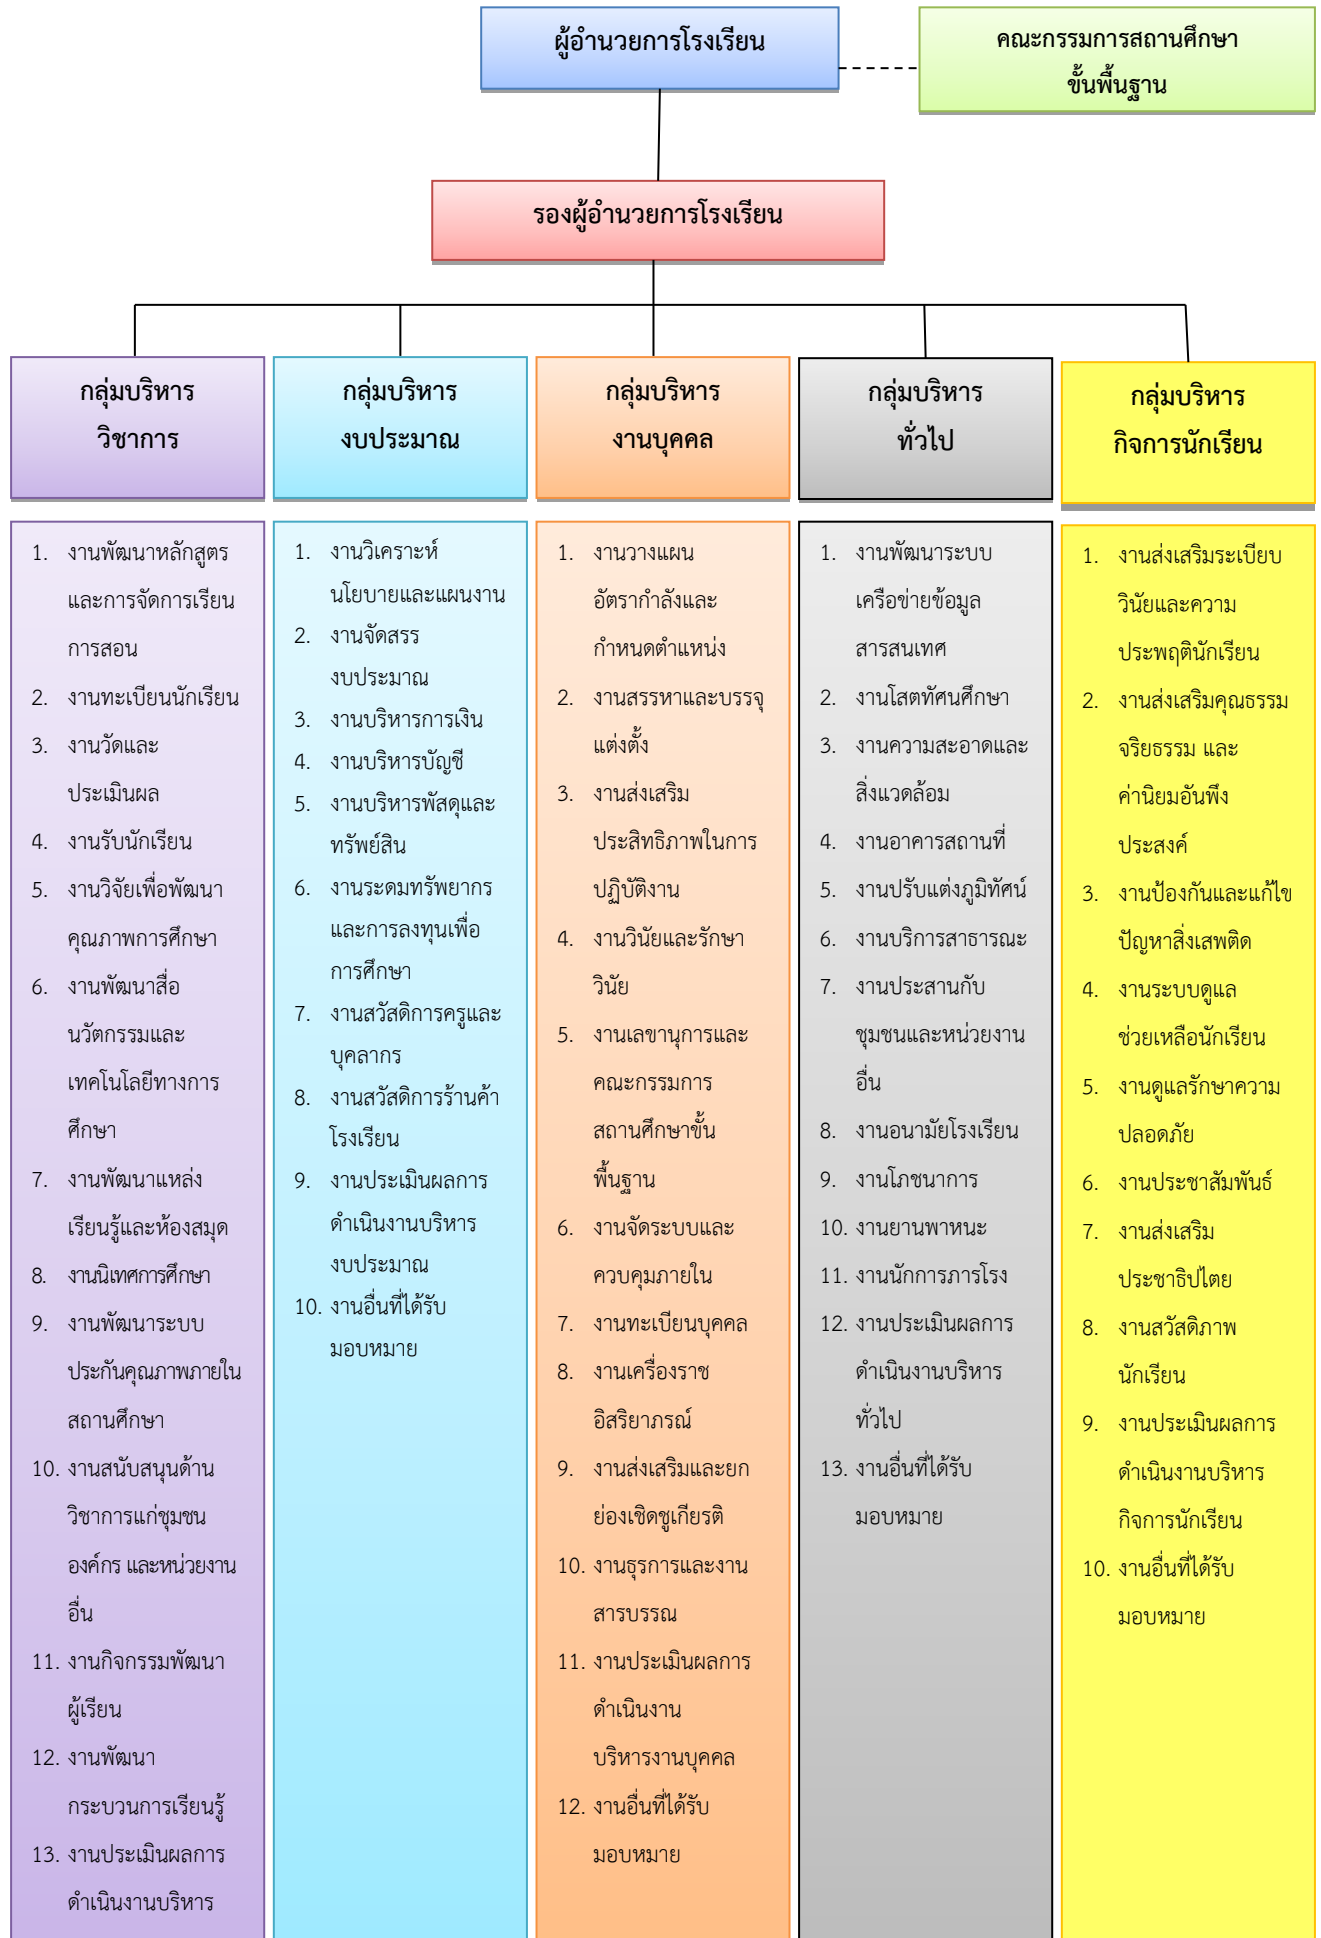 ผู้อำนวยการโรงเรียน
คณะกรรมการสถานศึกษา
ขั้นพื้นฐาน
รองผู้อำนวยการโรงเรียน
กลุ่มบริหาร
วิชาการ
กลุ่มบริหาร
งบประมาณ
กลุ่มบริหาร
งานบุคคล
กลุ่มบริหาร
ทั่วไป
กลุ่มบริหาร
กิจการนักเรียน
1. งานพัฒนาหลักสูตร
และการจัดการเรียน
การสอน
2. งานทะเบียนนักเรียน
3. งานวัดและ
ประเมินผล
4. งานรับนักเรียน
5. งานวิจัยเพื่อพัฒนา
คุณภาพการศึกษา
6. งานพัฒนาสื่อ
นวัตกรรมและ
เทคโนโลยีทางการ
ศึกษา
7. งานพัฒนาแหล่ง
เรียนรู้และห้องสมุด
8. งานนิเทศการศึกษา
9. งานพัฒนาระบบ
ประกันคุณภาพภายใน
สถานศึกษา
10. งานสนับสนุนด้าน
วิชาการแก่ชุมชน
องค์กร และหน่วยงาน
อื่น
11. งานกิจกรรมพัฒนา
ผู้เรียน
12. งานพัฒนา
กระบวนการเรียนรู้
13. งานประเมินผลการ
ดำเนินงานบริหาร
1. งานวิเคราะห์
นโยบายและแผนงาน
2. งานจัดสรร
งบประมาณ
3. งานบริหารการเงิน
4. งานบริหารบัญชี
5. งานบริหารพัสดุและ
ทรัพย์สิน
6. งานระดมทรัพยากร
และการลงทุนเพื่อ
การศึกษา
7. งานสวัสดิการครูและ
บุคลากร
8. งานสวัสดิการร้านค้า
โรงเรียน
9. งานประเมินผลการ
ดำเนินงานบริหาร
งบประมาณ
10. งานอื่นที่ได้รับ
มอบหมาย
1. งานวางแผน
อัตรากำลังและ
กำหนดตำแหน่ง
2. งานสรรหาและบรรจุ
แต่งตั้ง
3. งานส่งเสริม
ประสิทธิภาพในการ
ปฏิบัติงาน
4. งานวินัยและรักษา
วินัย
5. งานเลขานุการและ
คณะกรรมการ
สถานศึกษาขั้น
พื้นฐาน
6. งานจัดระบบและ
ควบคุมภายใน
7. งานทะเบียนบุคคล
8. งานเครื่องราช
อิสริยาภรณ์
9. งานส่งเสริมและยก
ย่องเชิดชูเกียรติ
10. งานธุรการและงาน
สารบรรณ
11. งานประเมินผลการ
ดำเนินงาน
บริหารงานบุคคล
12. งานอื่นที่ได้รับ
มอบหมาย
1. งานพัฒนาระบบ
เครือข่ายข้อมูล
สารสนเทศ
2. งานโสตทัศนศึกษา
3. งานความสะอาดและ
สิ่งแวดล้อม
4. งานอาคารสถานที่
5. งานปรับแต่งภูมิทัศน์
6. งานบริการสาธารณะ
7. งานประสานกับ
ชุมชนและหน่วยงาน
อื่น
8. งานอนามัยโรงเรียน
9. งานโภชนาการ
10. งานยานพาหนะ
11. งานนักการภารโรง
12. งานประเมินผลการ
ดำเนินงานบริหาร
ทั่วไป
13. งานอื่นที่ได้รับ
มอบหมาย
1. งานส่งเสริมระเบียบ
วินัยและความ
ประพฤตินักเรียน
2. งานส่งเสริมคุณธรรม
จริยธรรม และ
ค่านิยมอันพึง
ประสงค์
3. งานป้องกันและแก้ไข
ปัญหาสิ่งเสพติด
4. งานระบบดูแล
ช่วยเหลือนักเรียน
5. งานดูแลรักษาความ
ปลอดภัย
6. งานประชาสัมพันธ์
7. งานส่งเสริม
ประชาธิปไตย
8. งานสวัสดิภาพ
นักเรียน
9. งานประเมินผลการ
ดำเนินงานบริหาร
กิจการนักเรียน
10. งานอื่นที่ได้รับ
มอบหมาย